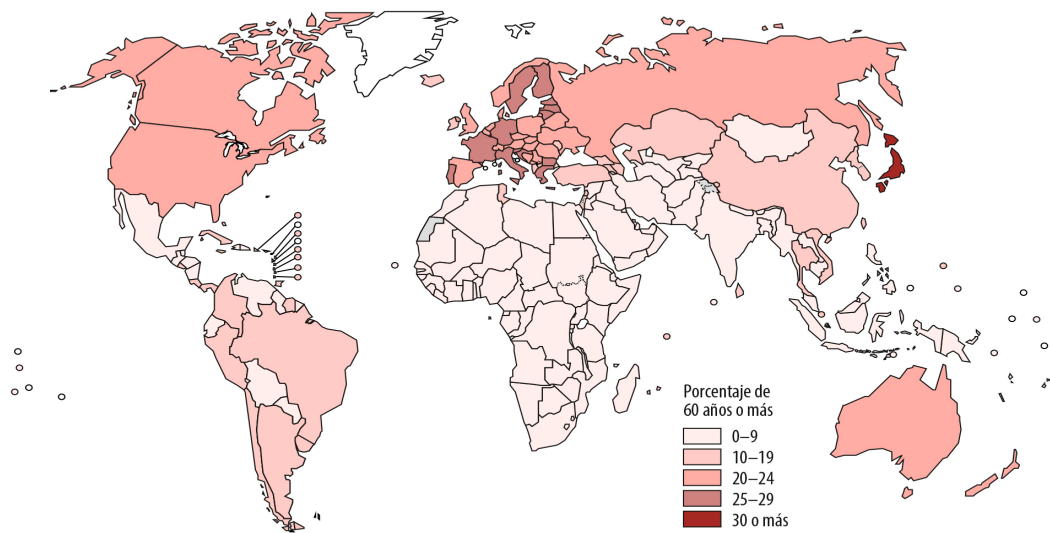 Porcentaje de
60 años o más
0–9
10–19
20–24
25–29
30 o más